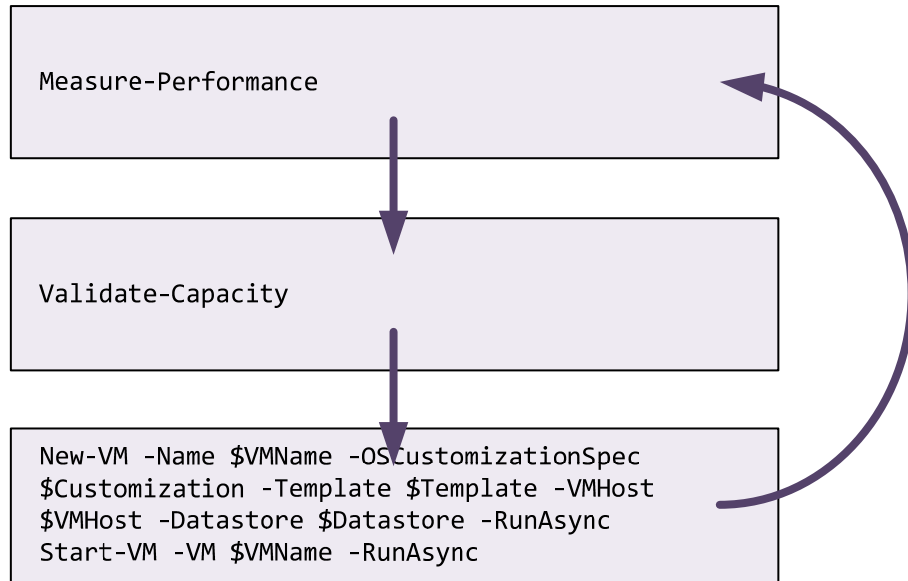 Measure-Performance
Validate-Capacity
New-VM -Name $VMName -OSCustomizationSpec
$Customization -Template $Template -VMHost
$VMHost -Datastore $Datastore -RunAsync
Start-VM -VM $VMName -RunAsync